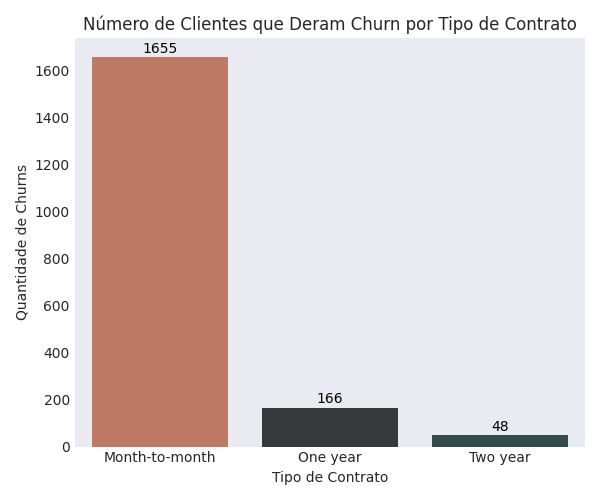 Número de Clientes que Deram Churn por Tipo de Contrato
1655
1600
1400
1200
1000
800
600
400
200
0
Quantidade de Churns
166
48
Month-to-month
One year
Two year
Tipo de Contrato